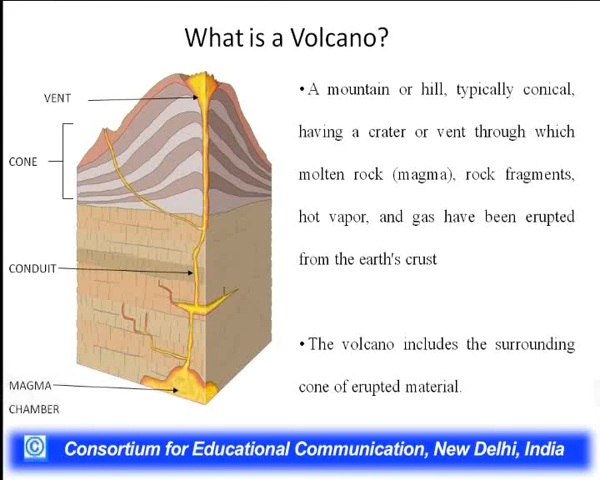 What is a Volcano?
VENT
CONE
CONDUIT
MAGMA
CHAMBER
•A mountain or hill, typically conical,
having a crater or vent through which
molten rock (magma), rock fragments,
hot vapor, and gas have been erupted
from the earth's crust
•The volcano includes the surrounding
cone of erupted material.
© Consortium for Educational Communication, New Delhi, India